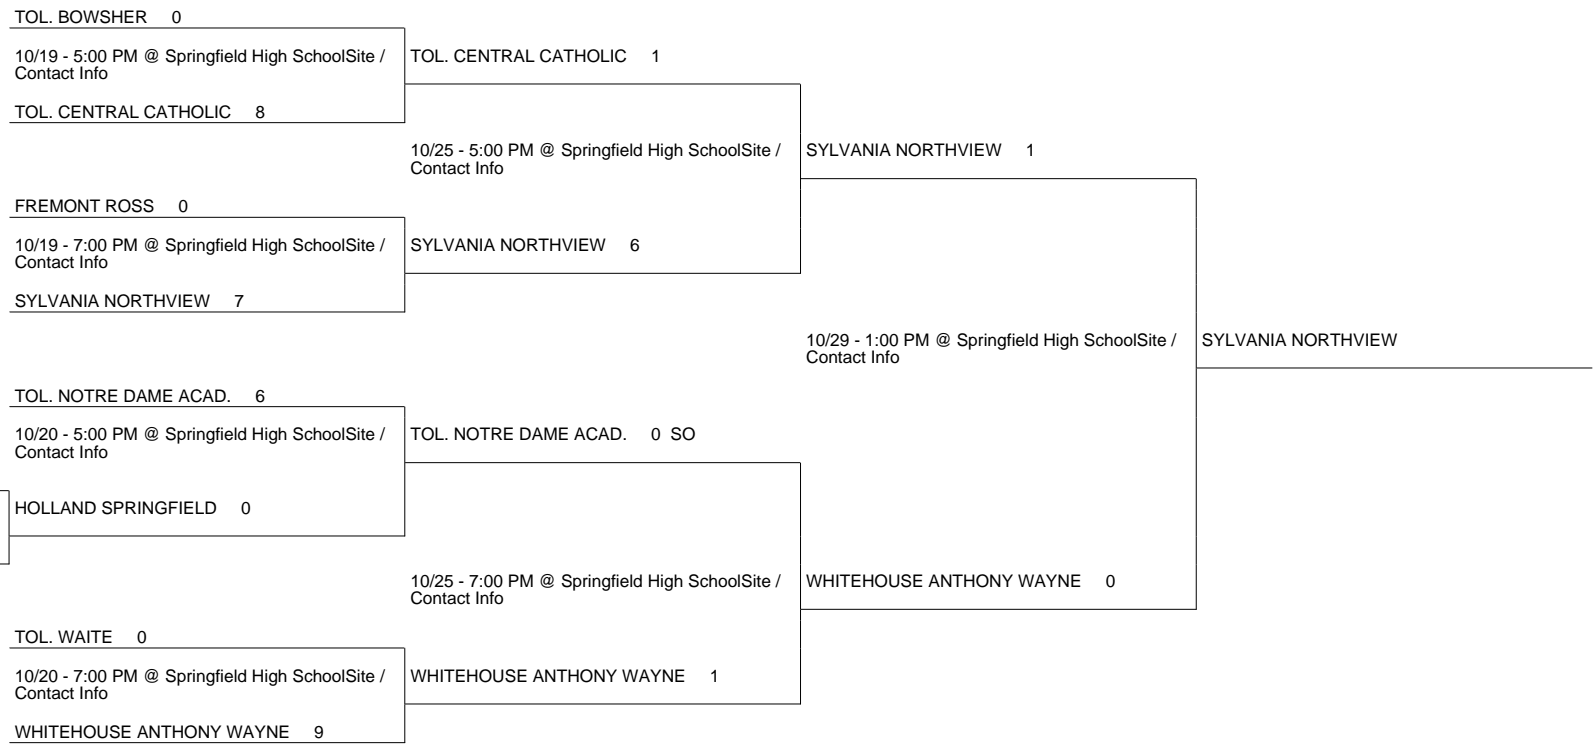 TOL. BOWSHER 0
10/19 - 5:00 PM @ Springfield High SchoolSite /
Contact Info
TOL. CENTRAL CATHOLIC 8
FREMONT ROSS 0
10/19 - 7:00 PM @ Springfield High SchoolSite /
Contact Info
SYLVANIA NORTHVIEW 7
TOL. NOTRE DAME ACAD. 6
10/20 - 5:00 PM @ Springfield High SchoolSite /
Contact Info
HOLLAND SPRINGFIELD 0
TOL. WAITE 0
10/20 - 7:00 PM @ Springfield High SchoolSite /
Contact Info
WHITEHOUSE ANTHONY WAYNE 9
TOL. CENTRAL CATHOLIC 1
10/25 - 5:00 PM @ Springfield High SchoolSite /
Contact Info
SYLVANIA NORTHVIEW 6
TOL. NOTRE DAME ACAD. 0 SO
10/25 - 7:00 PM @ Springfield High SchoolSite /
Contact Info
WHITEHOUSE ANTHONY WAYNE 1
SYLVANIA NORTHVIEW 1
10/29 - 1:00 PM @ Springfield High SchoolSite /
Contact Info
WHITEHOUSE ANTHONY WAYNE 0
SYLVANIA NORTHVIEW